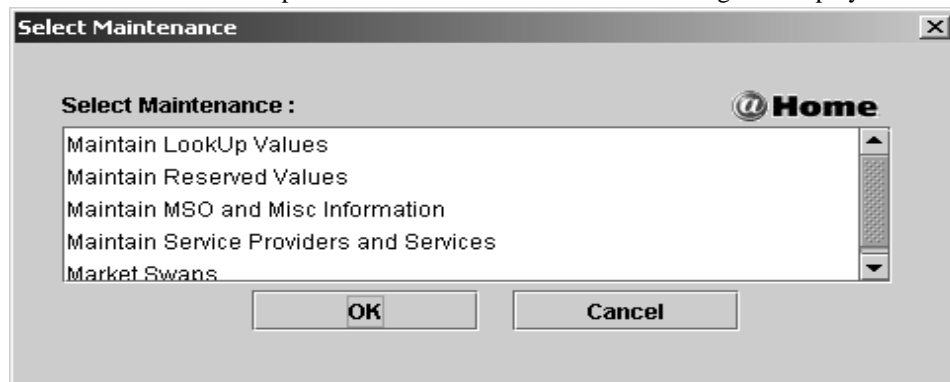 Select Maintenance
Select Maintenance :
@Home
Maintain LookUp Values
Maintain Reserved Values
Maintain MSO and Misc Information
Maintain Service Providers and Services
Market Swaps
OK Cancel